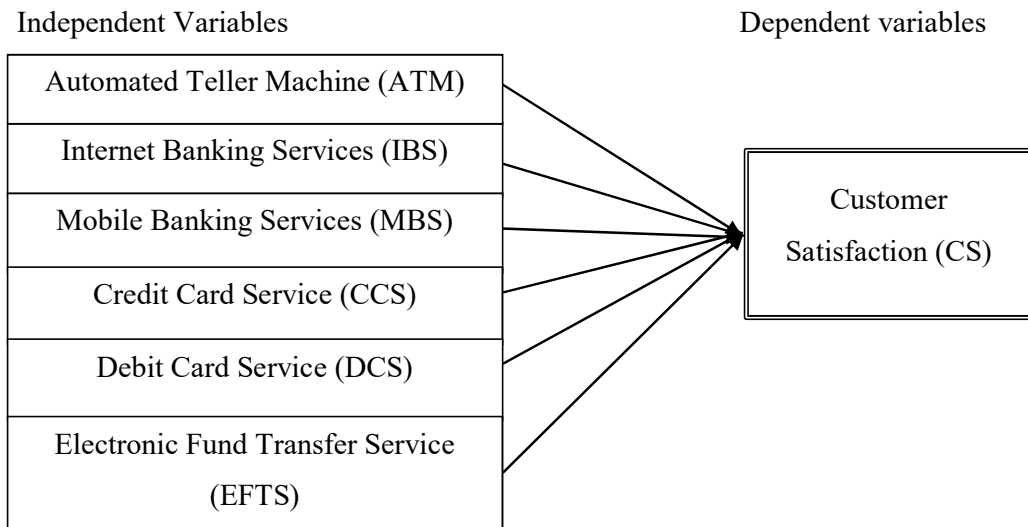 Independent Variables
Dependent variables
Automated Teller Machine (ATM)
Internet Banking Services (IBS)
Mobile Banking Services (MBS)
Credit Card Service (CCS)
Debit Card Service (DCS)
Electronic Fund Transfer Service
(EFTS)
Customer
Satisfaction (CS)